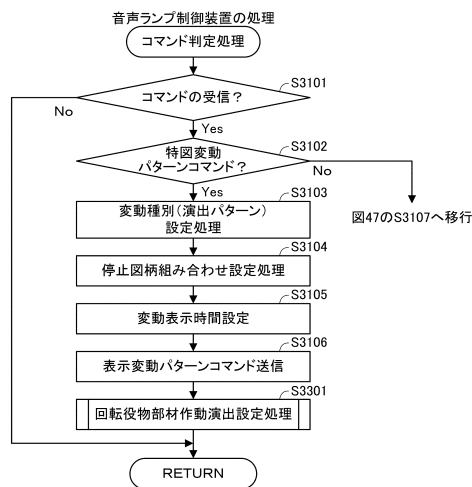 音声ランプ制御装置の処理
コマンド判定処理
S3101
コマンドの受信？
No
Yes
S3102
特図変動
パターンコマンド？
No
Yes
S3103
変動種別(演出パターン)
設定処理
図47のS3107へ移行
S3104
停止図柄組み合わせ設定処理
S3105
変動表示時間設定
S3106
表示変動パターンコマンド送信
S3301
回転役物部材作動演出設定処理
RETURN